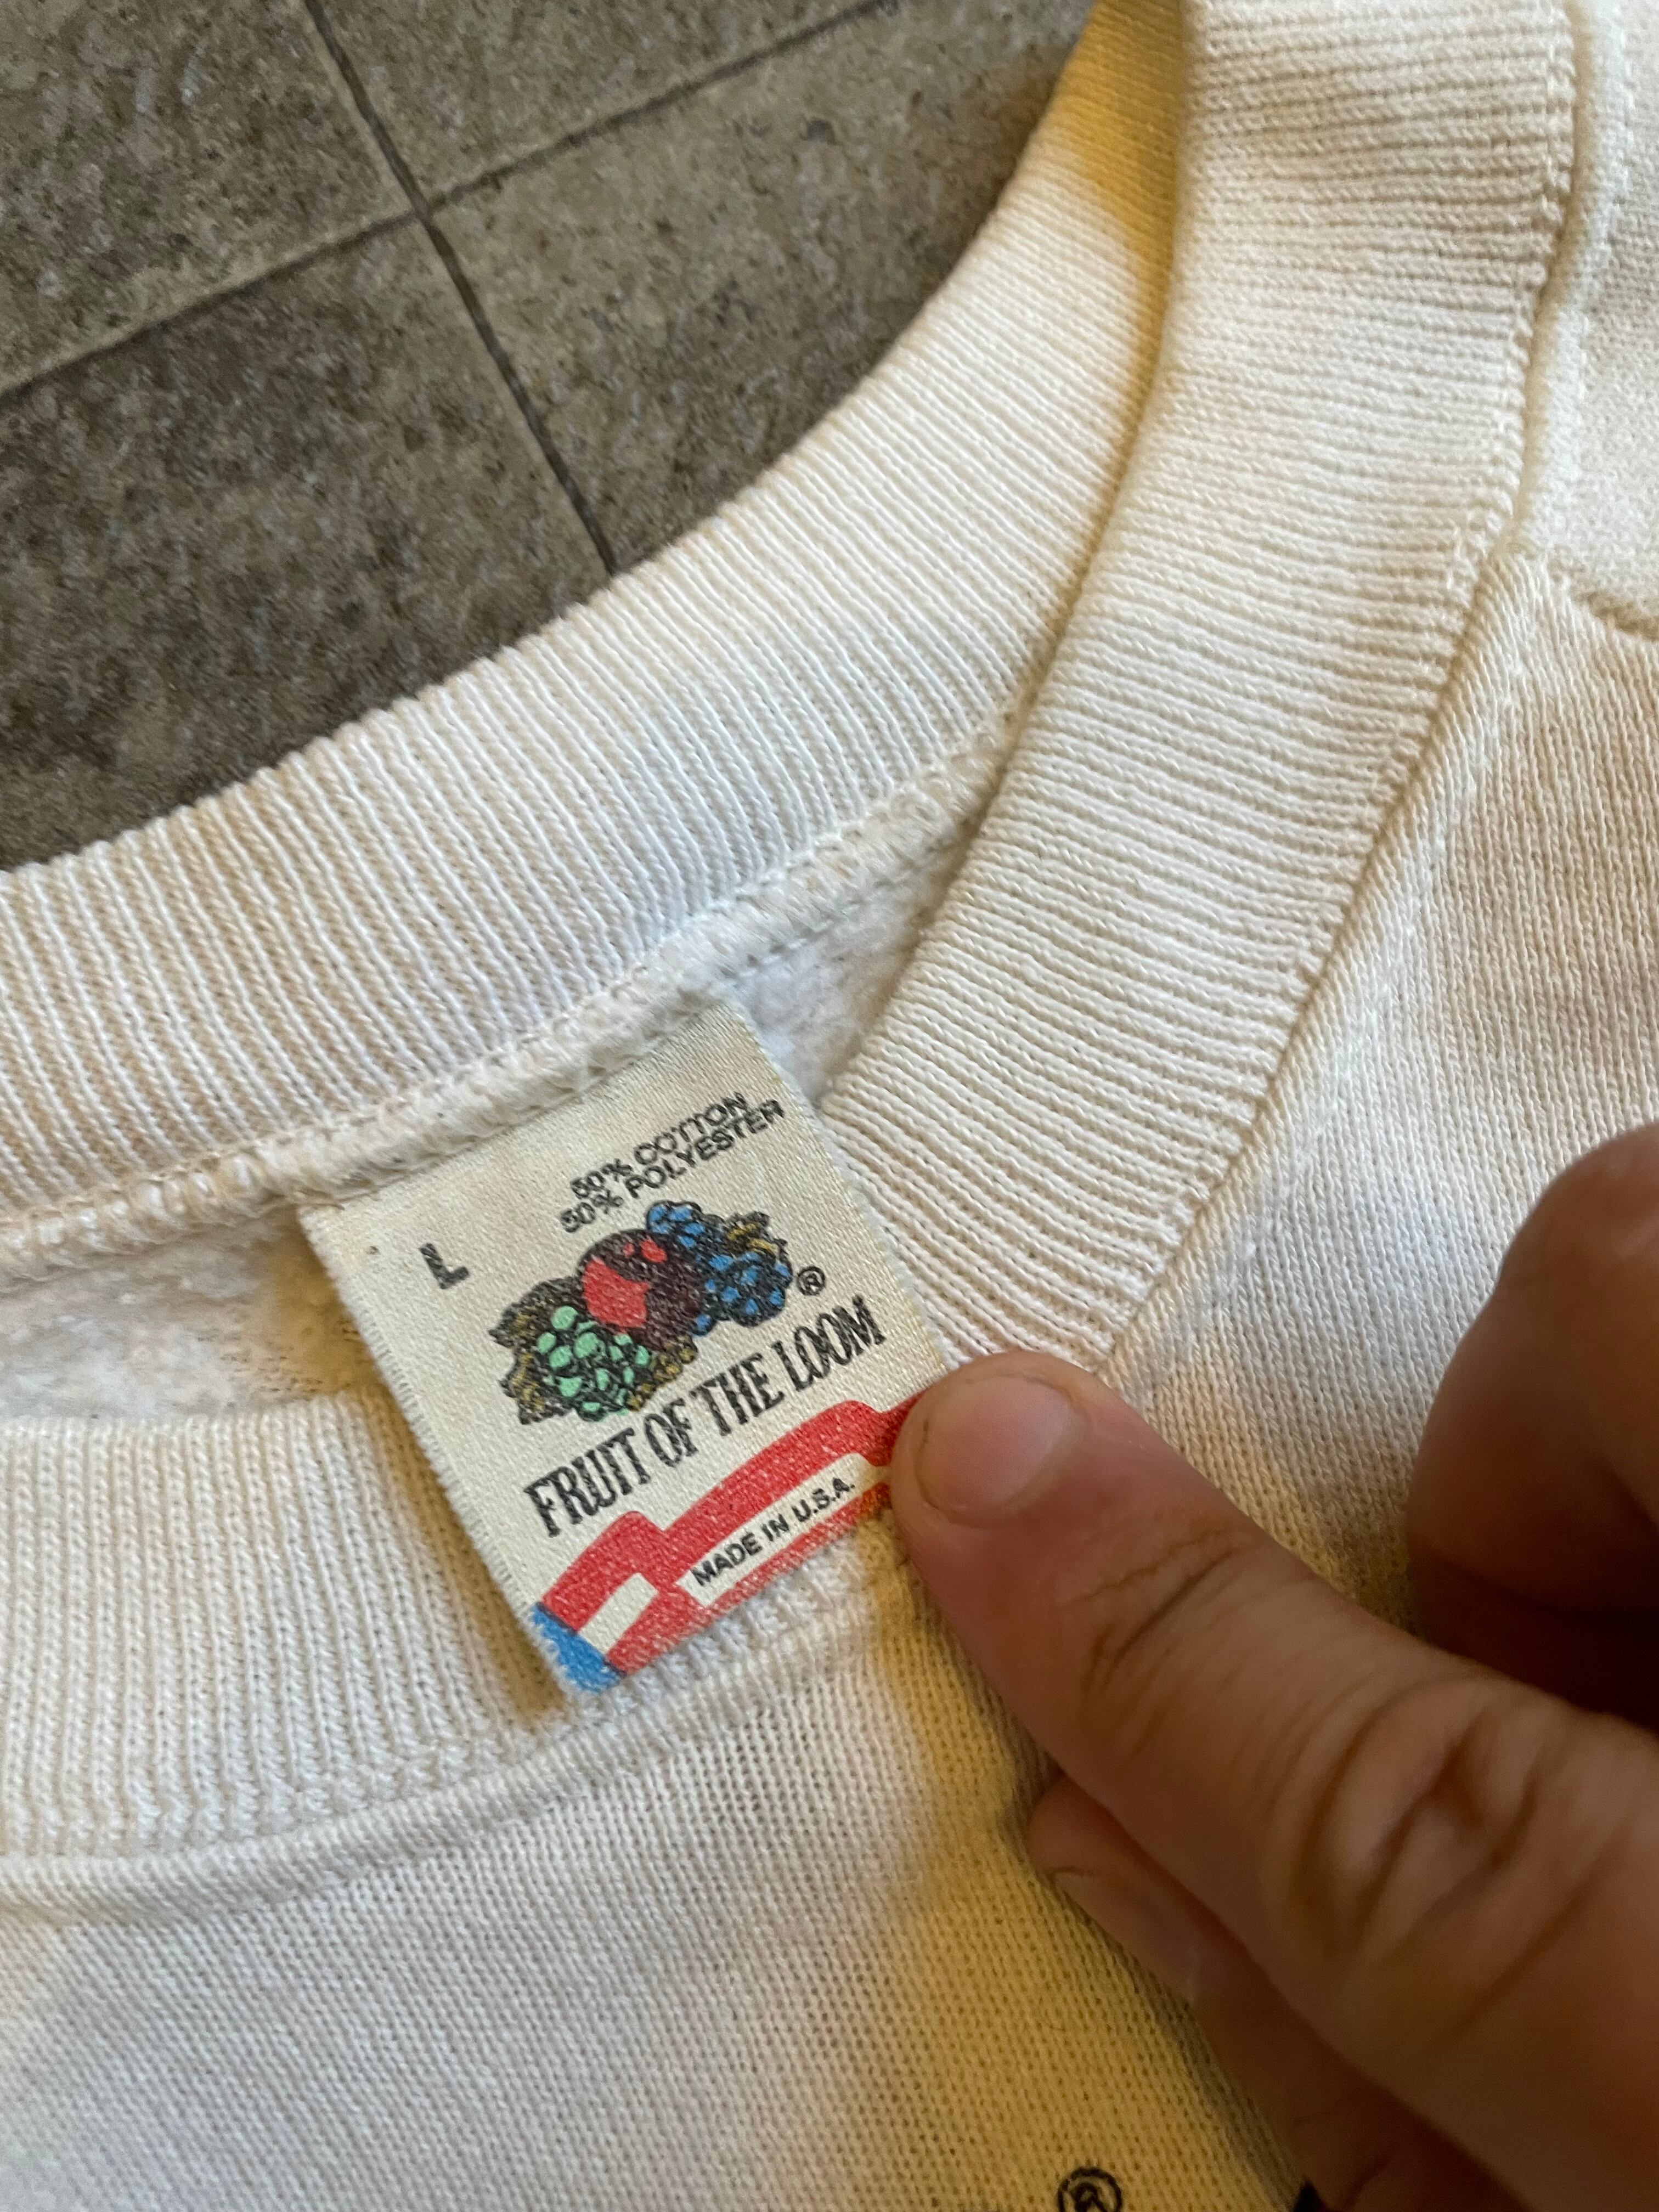 50% COTTON
50% POLYESTER
L
®
FRUIT OF THE LOOM
MADE IN U.S.A.
®